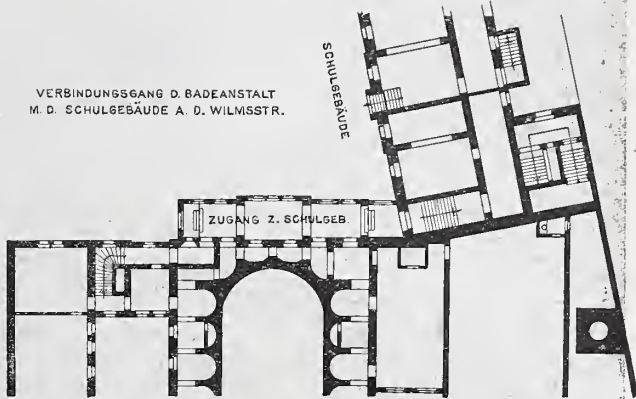 VERBINDUNGSGANG D. BADEANSTALT
M. D. SCHULGEBÄUDE A. D. WILMSSTR.
SCHULGEBÄUDE
ZUGANG Z. SCHULGEB.